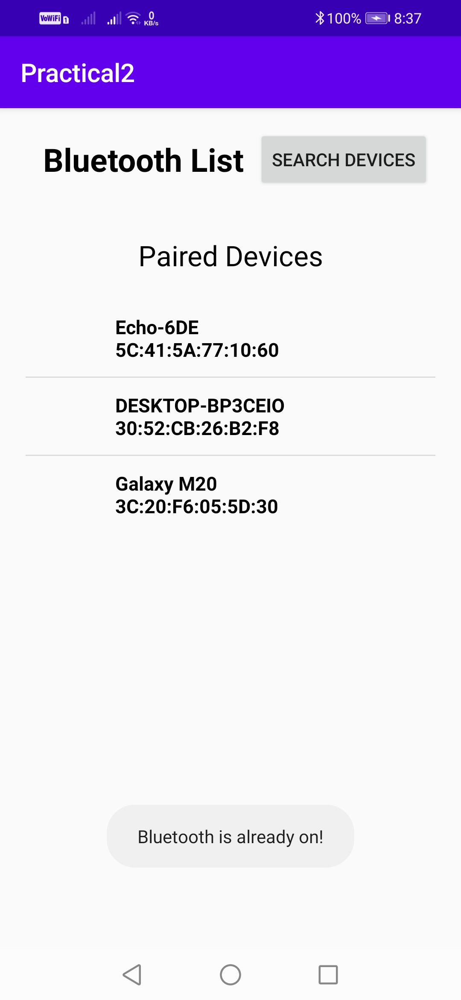 VoWiFi 1 0 KB/s 100% 8:37
Practical2
Bluetooth List SEARCH DEVICES
Paired Devices
Echo-6DE
5C:41:5A:77:10:60
DESKTOP-BP3CEIO
30:52:CB:26:B2:F8
Galaxy M20
3C:20:F6:05:5D:30
Bluetooth is already on!